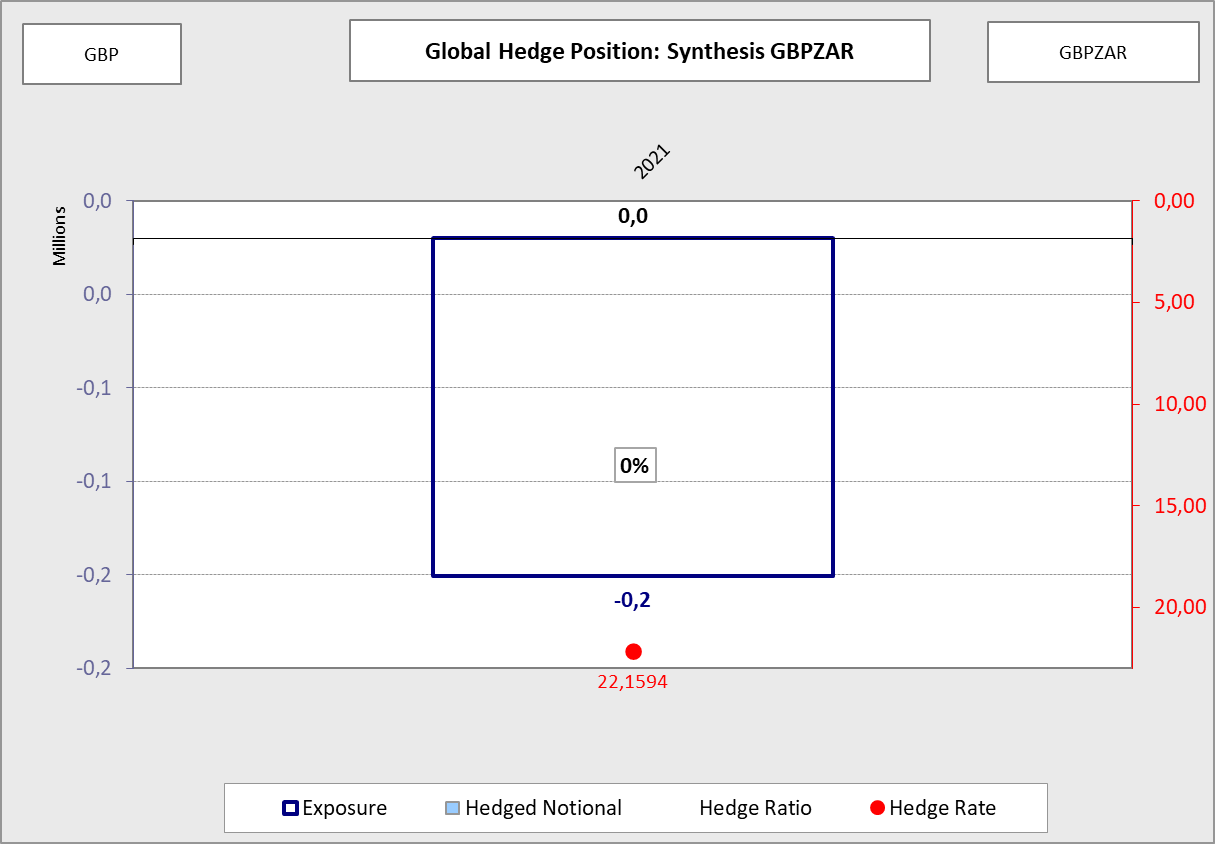 GBP
Global Hedge Position: Synthesis GBPZAR
GBPZAR
2021
Millions
0,0
0,0
-0,1
-0,1
-0,2
-0,2
0,0
0%
-0,2
22,1594
0,00
5,00
10,00
15,00
20,00
Exposure
Hedged Notional
Hedge Ratio
Hedge Rate